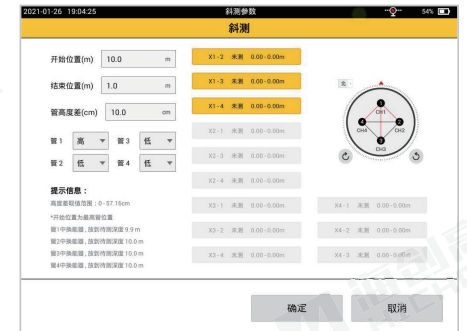 2021-01-26 19:04:25 斜测参数 54%
斜测
开始位置(m) 10.0 m
结束位置(m) 1.0 m
管高度差(cm) 10.0 cm
管1 高 管3 低
管2 低 管4 低
提示信息：
高度差取值范围：0-57.16cm
*开始位置为最高管位置
管1中换能器，放到待测深度 9.9 m
管2中换能器，放到待测深度 10.0 m
管3中换能器，放到待测深度 10.0 m
管4中换能器，放到待测深度 10.0 m
X1-2 未测 0.00-0.00m
X1-3 未测 0.00-0.00m
X1-4 未测 0.00-0.00m
X2-1 未测 0.00-0.00m
X2-3 未测 0.00-0.00m
X2-4 未测 0.00-0.00m
X3-1 未测 0.00-0.00m X4-1 未测 0.00-0.00m
X3-2 未测 0.00-0.00m X4-2 未测 0.00-0.00m
X3-4 未测 0.00-0.00m X4-3 未测 0.00-0.00m
北
1
CH1
4 2
CH4 CH2
3
CH3
确定 取消